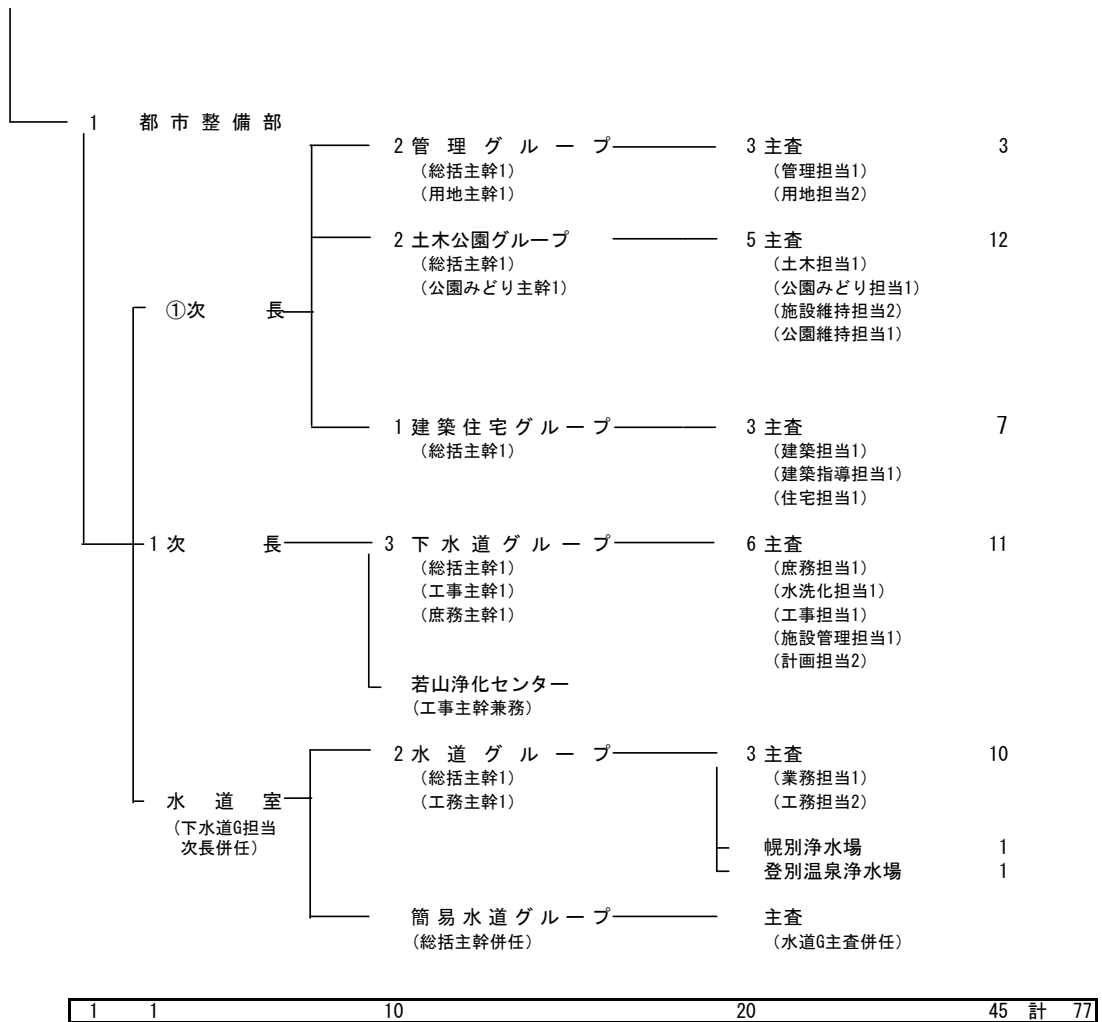 1 都市整備部
2 管理グループ 3 主査 3
（総括主幹1） （管理担当1）
（用地主幹1） （用地担当2）
2 土木公園グループ 5 主査 12
（総括主幹1） （土木担当1）
（公園みどり主幹1） （公園みどり担当1）
①次長 （施設維持担当2）
（公園維持担当1）
1 建築住宅グループ 3 主査 7
（総括主幹1） （建築担当1）
（建築指導担当1）
（住宅担当1）
1 次長 3 下水道グループ 6 主査 11
（総括主幹1） （庶務担当1）
（工事主幹1） （水洗化担当1）
（庶務主幹1） （工事担当1）
（施設管理担当1）
（計画担当2）
若山浄化センター
（工事主幹兼務）
2 水道グループ 3 主査 10
（総括主幹1） （業務担当1）
水道室 （工務主幹1） （工務担当2）
（下水道G担当
次長併任）
幌別浄水場 1
登別温泉浄水場 1
簡易水道グループ 主査
（総括主幹併任） （水道G主査併任）
1 1 10 20 45 計 77